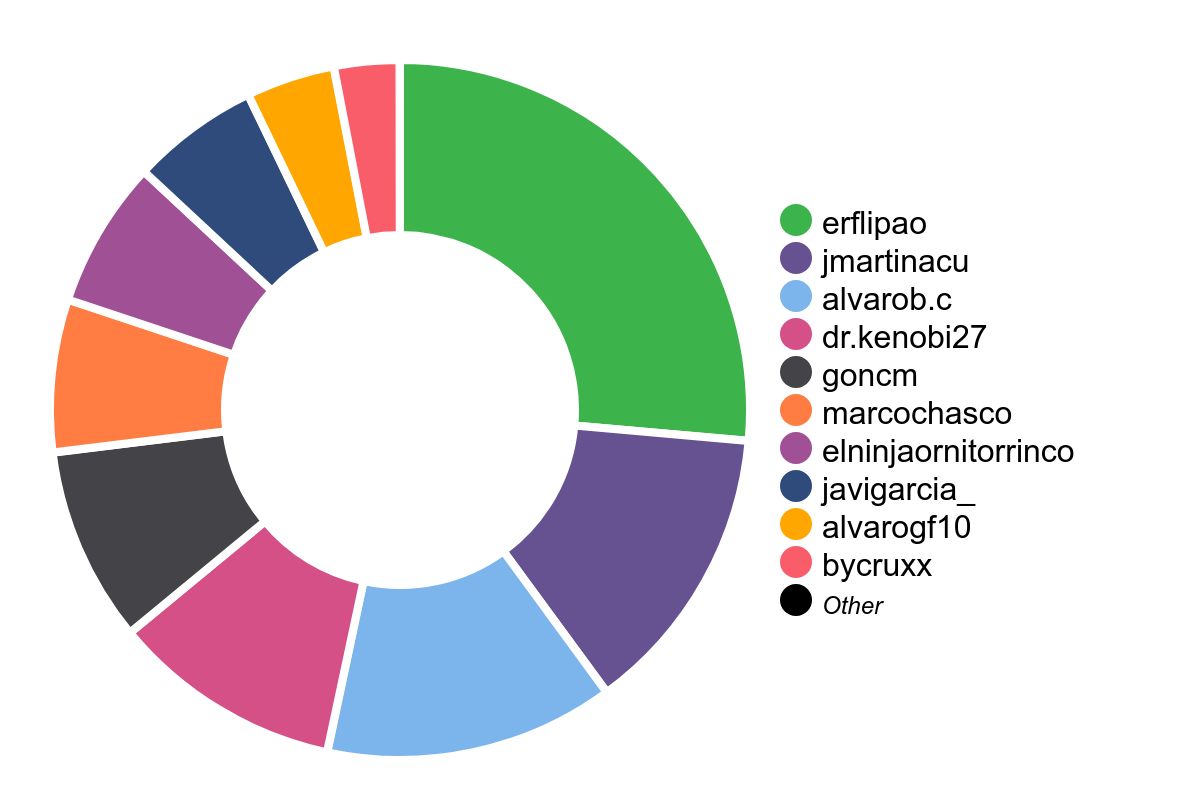 erflipao
jmartinacu
alvarob.c
dr.kenobi27
goncm
marcochasco
elninjaornitorrinco
javigarcia_
alvarogf10
bycruxx
Other